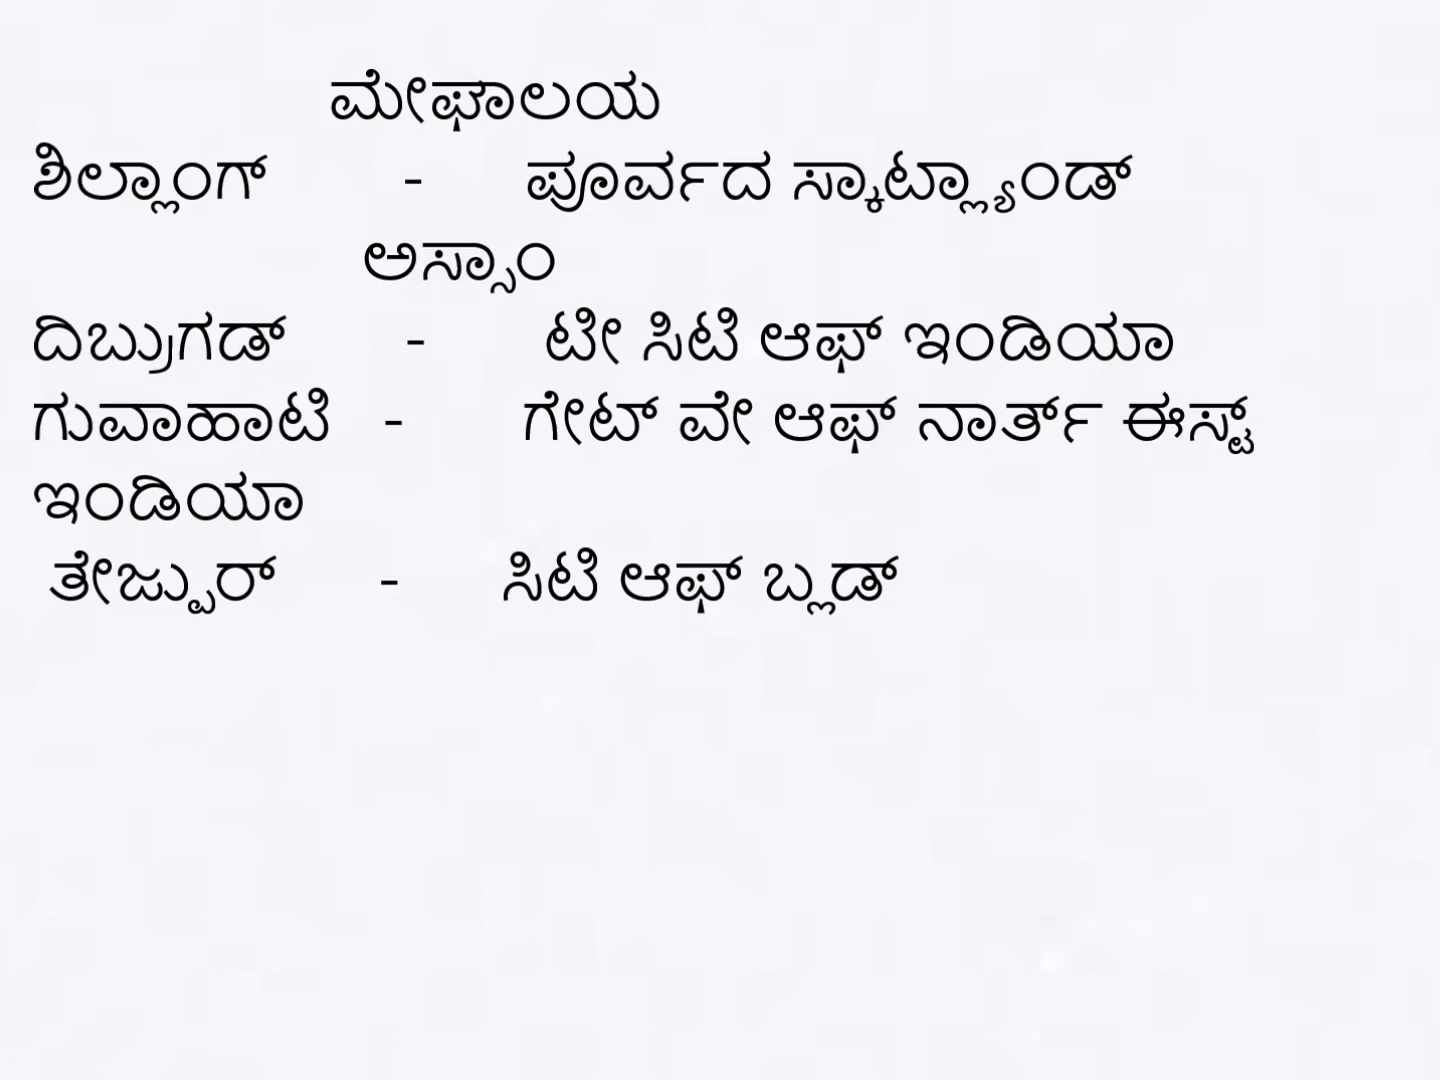 ಮೇಘಾಲಯ
ಶಿಲ್ಲಾಂಗ್ - ಪೂರ್ವದ ಸ್ಕಾಟ್ಲ್ಯಾಂಡ್
ಅಸ್ಸಾಂ
ದಿಬ್ರುಗಡ್ - ಟೀ ಸಿಟಿ ಆಫ್ ಇಂಡಿಯಾ
ಗುವಾಹಾಟಿ - ಗೇಟ್ ವೇ ಆಫ್ ನಾರ್ತ್ ಈಸ್ಟ್
ಇಂಡಿಯಾ
ತೇಜ್ಪುರ್ - ಸಿಟಿ ಆಫ್ ಬ್ಲಡ್